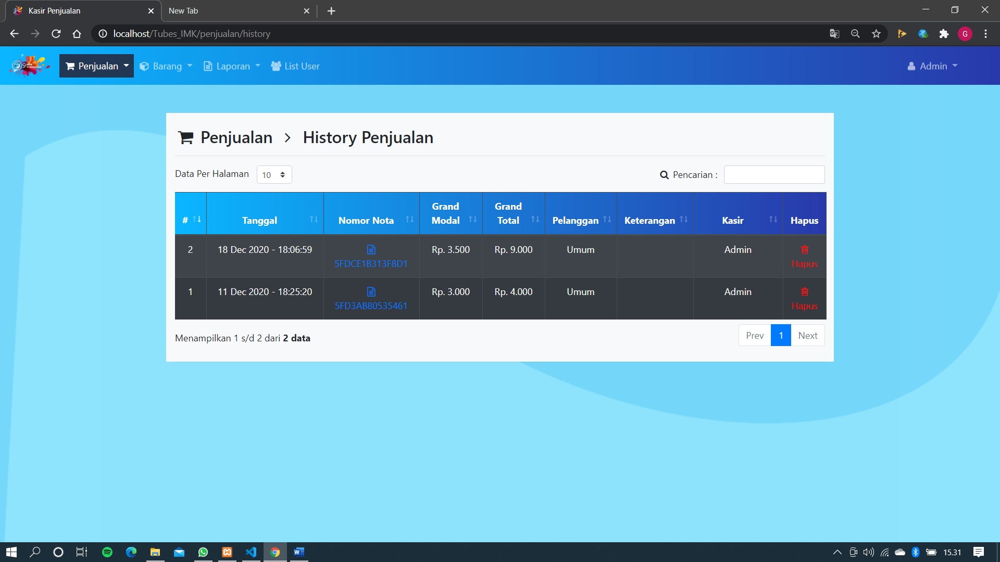 Kasir Penjualan
New Tab
localhost/Tubes_IMK/penjualan/history
G
Penjualan
Barang
Laporan
List User
Admin
Penjualan > History Penjualan
Data Per Halaman 10
Pencarian :
# Tanggal Nomor Nota Grand Modal Grand Total Pelanggan Keterangan Kasir Hapus
2 18 Dec 2020 - 18:06:59 5FDCE1B313F8D1 Rp. 3.500 Rp. 9.000 Umum Admin Hapus
1 11 Dec 2020 - 18:25:20 5FD3AB80535461 Rp. 3.000 Rp. 4.000 Umum Admin Hapus
Menampilkan 1 s/d 2 dari 2 data
Prev 1 Next
15.31